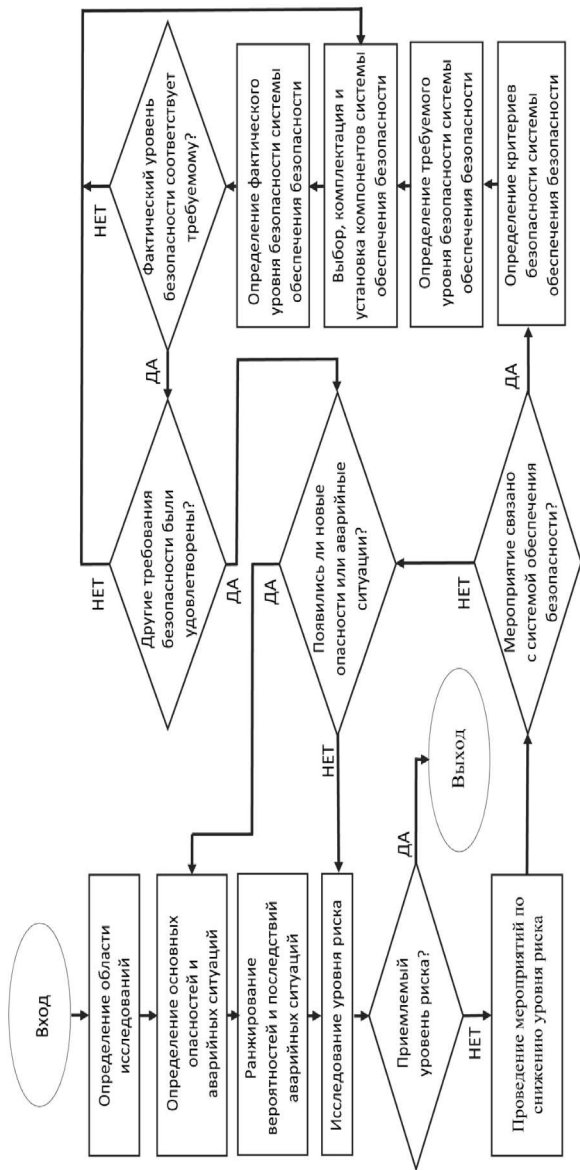 Вход
Определение области
исследований
Определение основных
опасностей и
аварийных ситуаций
Ранжирование
вероятностей и последствий
аварийных ситуаций
Исследование уровня риска
Приемлемый
уровень риска?
ДА
Выход
НЕТ
Проведение мероприятий по
снижению уровня риска
Мероприятие связано
с системой обеспечения
безопасности?
НЕТ
ДА
Появились ли новые
опасности или аварийные
ситуации?
ДА
НЕТ
Определение критериев
безопасности системы
обеспечения безопасности
Определение требуемого
уровня безопасности системы
обеспечения безопасности
Выбор, комплектация и
установка компонентов системы
обеспечения безопасности
Определение фактического
уровня безопасности системы
обеспечения безопасности
Фактический уровень
безопасности соответствует
требуемому?
НЕТ
ДА
Другие требования
безопасности были
удовлетворены?
НЕТ
ДА